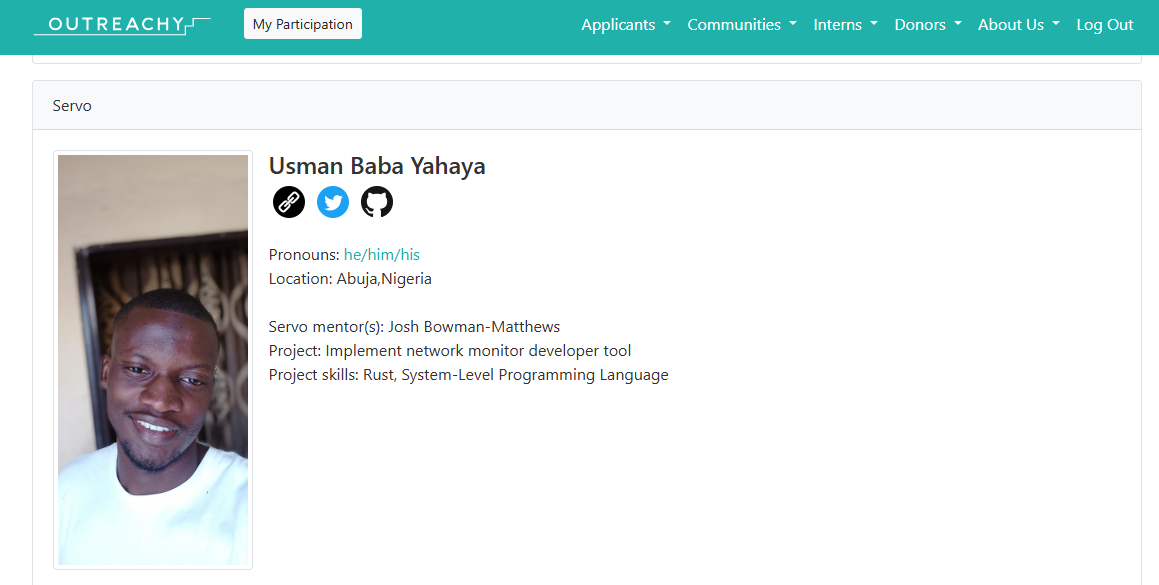 OUTREACHY
My Participation
Applicants
Communities
Interns
Donors
About Us
Log Out
Servo
Usman Baba Yahaya
Pronouns: he/him/his
Location: Abuja,Nigeria
Servo mentor(s): Josh Bowman-Matthews
Project: Implement network monitor developer tool
Project skills: Rust, System-Level Programming Language